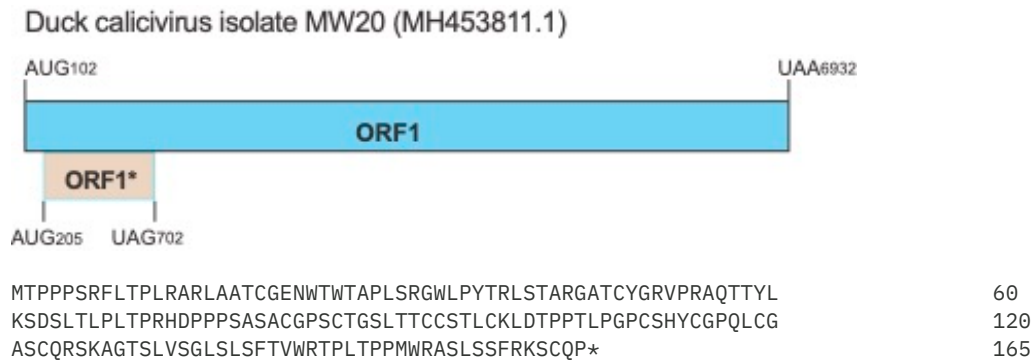 Duck calicivirus isolate MW20 (MH453811.1)
AUG102 UAA6932
ORF1
ORF1*
AUG205 UAG702
MTPPPSRFLTPLRARLAATCGENWTWTAPLSRGWLPYTRLSTARGATCYGRVPRAQTTYL 60
KSDSLTLPLTPRHDPPPSASACGPSCTGSLTTCCSTLCKLDTPPTLPGPCSHYCGPQLCG 120
ASCQRSKAGTSLVSGLSLSFTVWRTPLTPPMWRASLSSFRKSCQP* 165